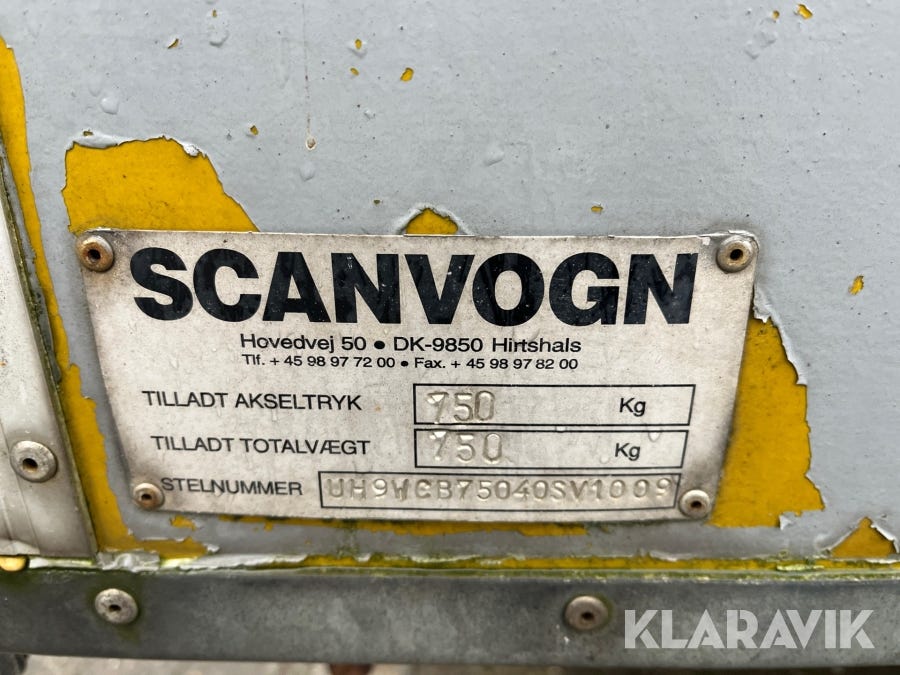 SCANVOGN
Hovedvej 50 • DK-9850 Hirtshals
Tlf. + 45 98 97 72 00 • Fax. + 45 98 97 82 00
TILLADT AKSELTRYK 750 Kg
TILLADT TOTALVÆGT 750 Kg
STELNUMMER UH9WCB75040SV1009
KLARAVIK